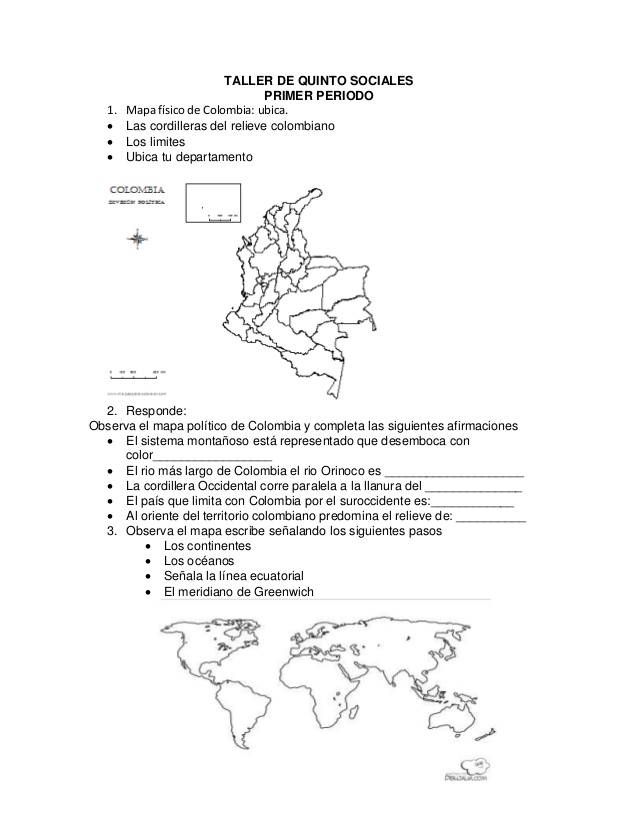 TALLER DE QUINTO SOCIALES
PRIMER PERIODO
1. Mapa físico de Colombia: ubica.
• Las cordilleras del relieve colombiano
• Los limites
• Ubica tu departamento
COLOMBIA
DIVISIÓN POLÍTICA
2. Responde:
Observa el mapa político de Colombia y completa las siguientes afirmaciones
• El sistema montañoso está representado que desemboca con
color__________________
• El rio más largo de Colombia el rio Orinoco es _____________________
• La cordillera Occidental corre paralela a la llanura del _______________
• El país que limita con Colombia por el suroccidente es:____________
• Al oriente del territorio colombiano predomina el relieve de: __________
3. Observa el mapa escribe señalando los siguientes pasos
• Los continentes
• Los océanos
• Señala la línea ecuatorial
• El meridiano de Greenwich
DIBUJALIA.COM